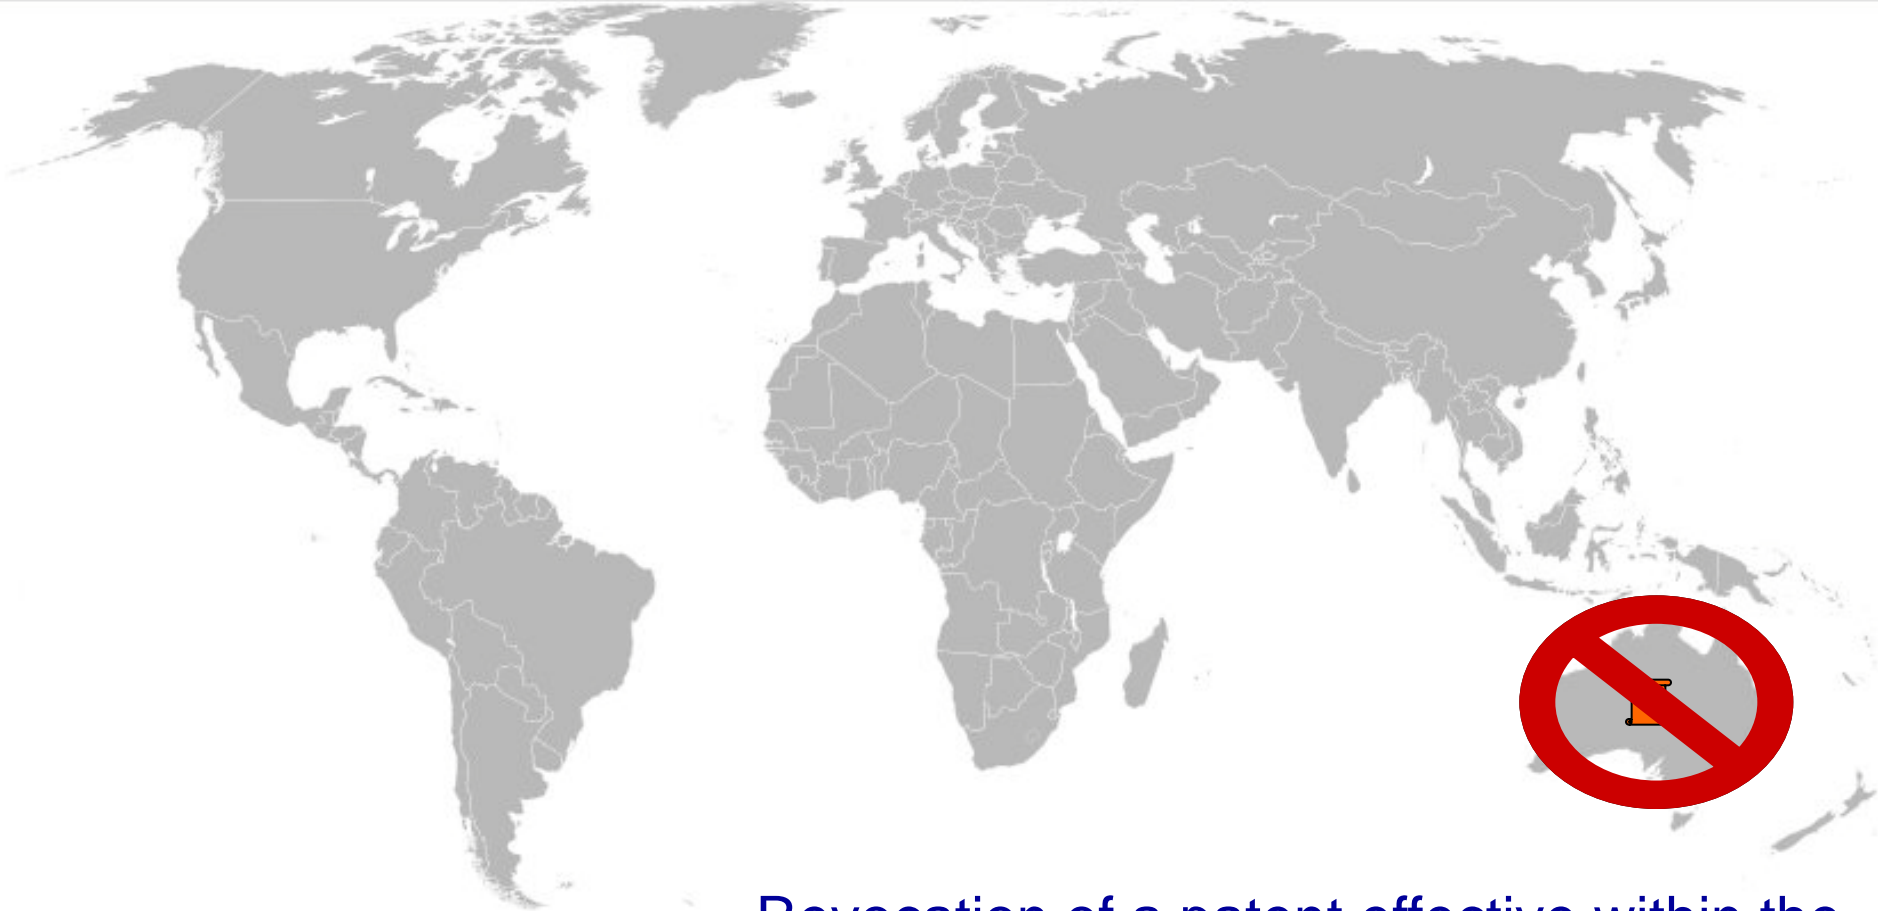 Revocation of a patent effective within the